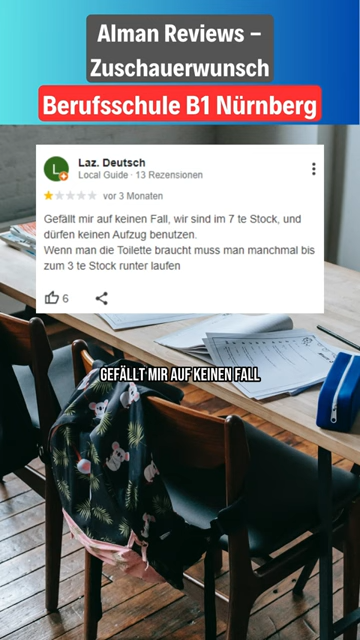 Alman Reviews –
Zuschauerwunsch
Berufsschule B1 Nürnberg
L
Laz. Deutsch
Local Guide · 13 Rezensionen
vor 3 Monaten
Gefällt mir auf keinen Fall, wir sind im 7 te Stock, und
dürfen keinen Aufzug benutzen.
Wenn man die Toilette braucht muss man manchmal bis
zum 3 te Stock runter laufen
6
GEFÄLLT MIR AUF KEINEN FALL